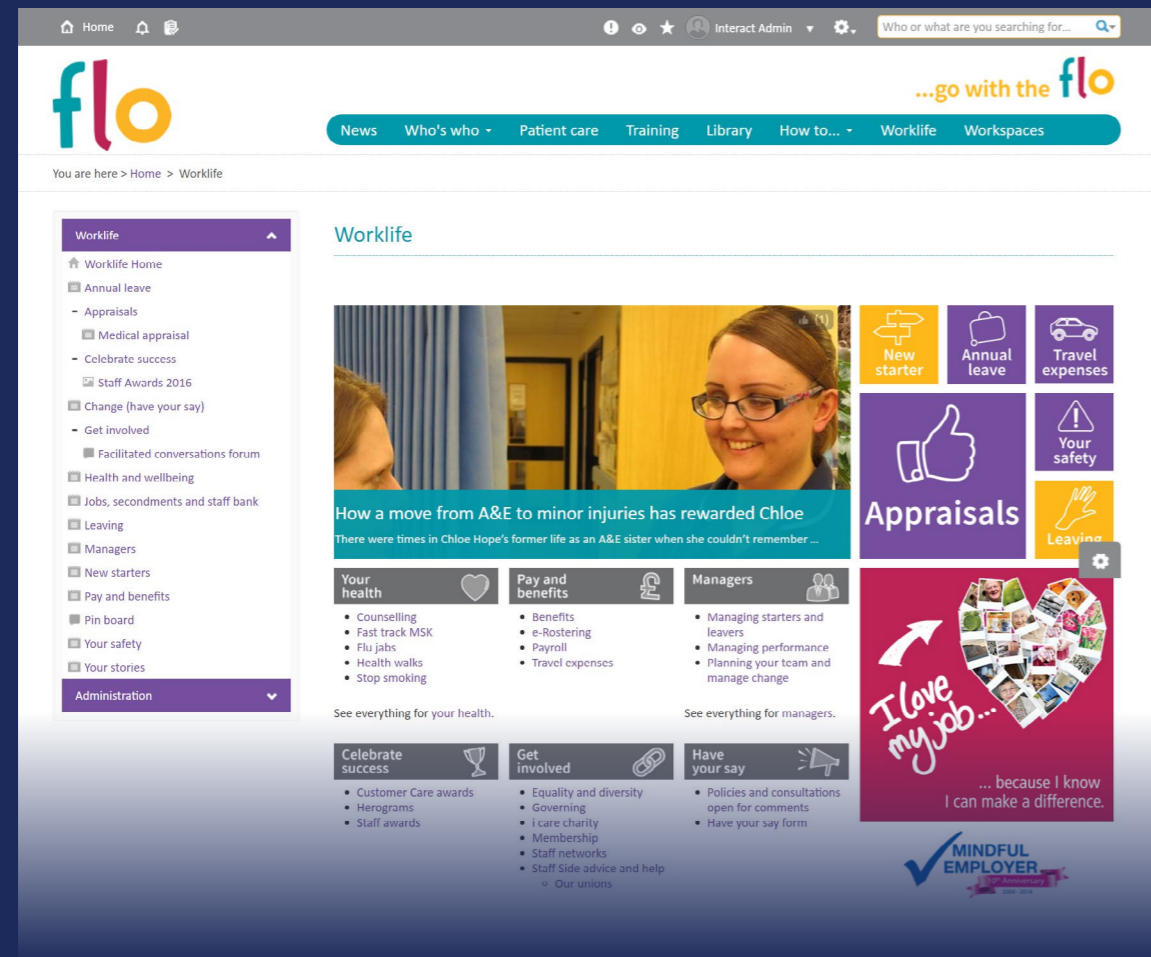 Home
Interact Admin
Who or what are you searching for...
flo
...go with the flo
News Who's who Patient care Training Library How to... Worklife Workspaces
You are here > Home > Worklife
Worklife
Worklife Home
Annual leave
Appraisals
Medical appraisal
Celebrate success
Staff Awards 2016
Change (have your say)
Get involved
Facilitated conversations forum
Health and wellbeing
Jobs, secondments and staff bank
Leaving
Managers
New starters
Pay and benefits
Pin board
Your safety
Your stories
Administration
Worklife
(1)
How a move from A&E to minor injuries has rewarded Chloe
There were times in Chloe Hope's former life as an A&E sister when she couldn't remember ...
New
starter
Annual
leave
Travel
expenses
Appraisals
Your
safety
Leaving
Your
health
• Counselling
• Fast track MSK
• Flu jabs
• Health walks
• Stop smoking
See everything for your health.
Pay and
benefits
• Benefits
• e-Rostering
• Payroll
• Travel expenses
Managers
• Managing starters and
leavers
• Managing performance
• Planning your team and
manage change
See everything for managers.
I love
my job...
... because I know
I can make a difference.
Celebrate
success
• Customer Care awards
• Herograms
• Staff awards
Get
involved
• Equality and diversity
• Governing
• i care charity
• Membership
• Staff networks
• Staff Side advice and help
Our unions
Have
your say
• Policies and consultations
open for comments
• Have your say form
MINDFUL
EMPLOYER
Anniversary